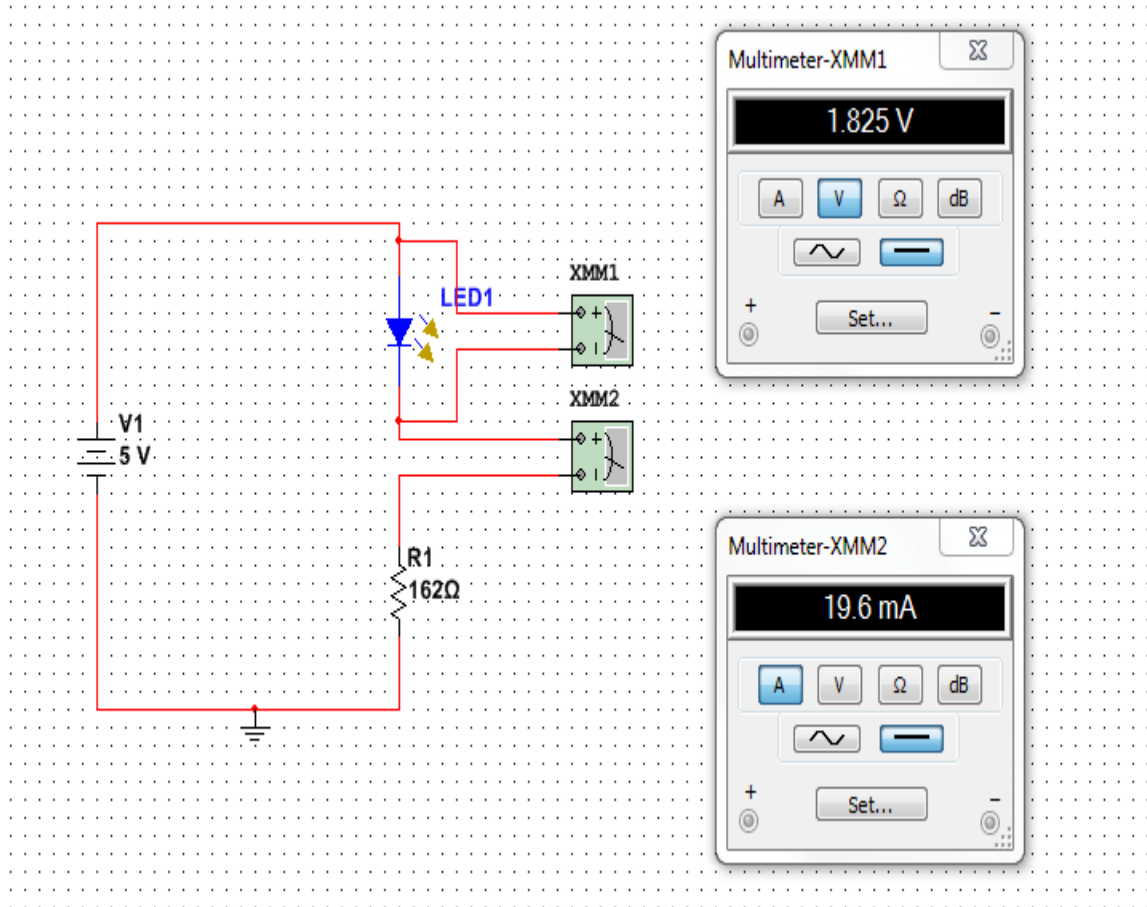 Multimeter-XMM1
1.825 V
A V Ω dB
+ -
Set...
XMM1
+
LED1
XMM2
+
V1
5 V
R1
162Ω
Multimeter-XMM2
19.6 mA
A V Ω dB
+ -
Set...